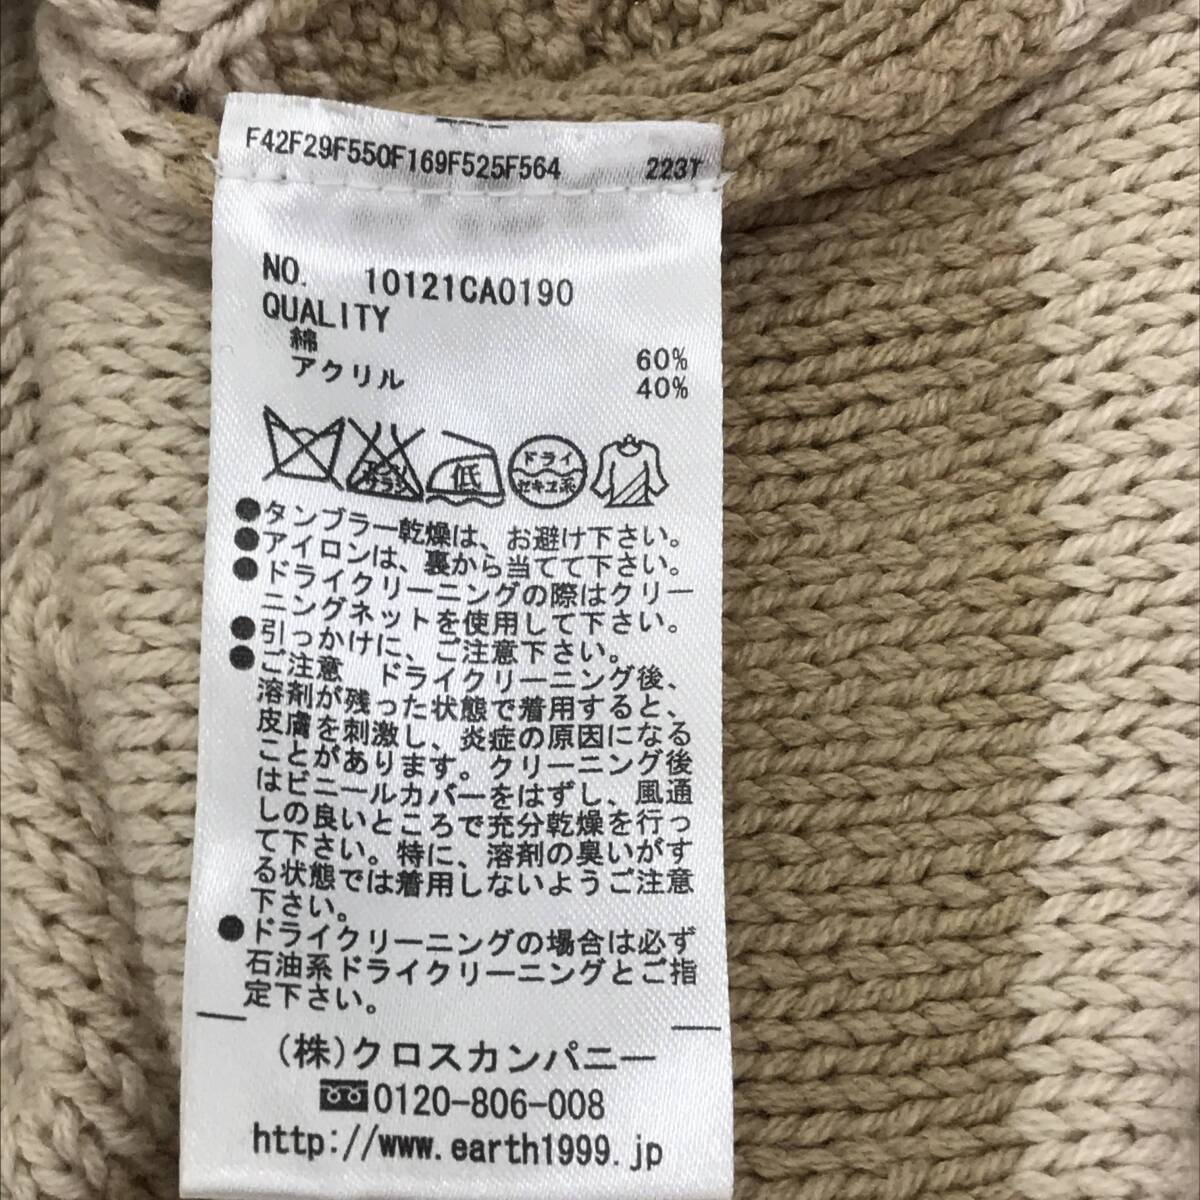 F42F29F550F169F525F564 223T
NO. 10121CA0190
QUALITY
綿 60%
アクリル 40%
低
ドライ
セキユ系
●タンブラー乾燥は、お避け下さい。
●アイロンは、裏から当てて下さい。
●ドライクリーニングの際はクリー
ニングネットを使用して下さい。
●引っかけに、ご注意下さい。
●ご注意 ドライクリーニング後、
溶剤が残った状態で着用すると、
皮膚を刺激し、炎症の原因になる
ことがあります。クリーニング後
はビニールカバーをはずし、風通
しの良いところで充分乾燥を行っ
て下さい。特に、溶剤の臭いがす
る状態では着用しないようご注意
下さい。
●ドライクリーニングの場合は必ず
石油系ドライクリーニングとご指
定下さい。
(株)クロスカンパニー
0120-806-008
http://www.earth1999.jp